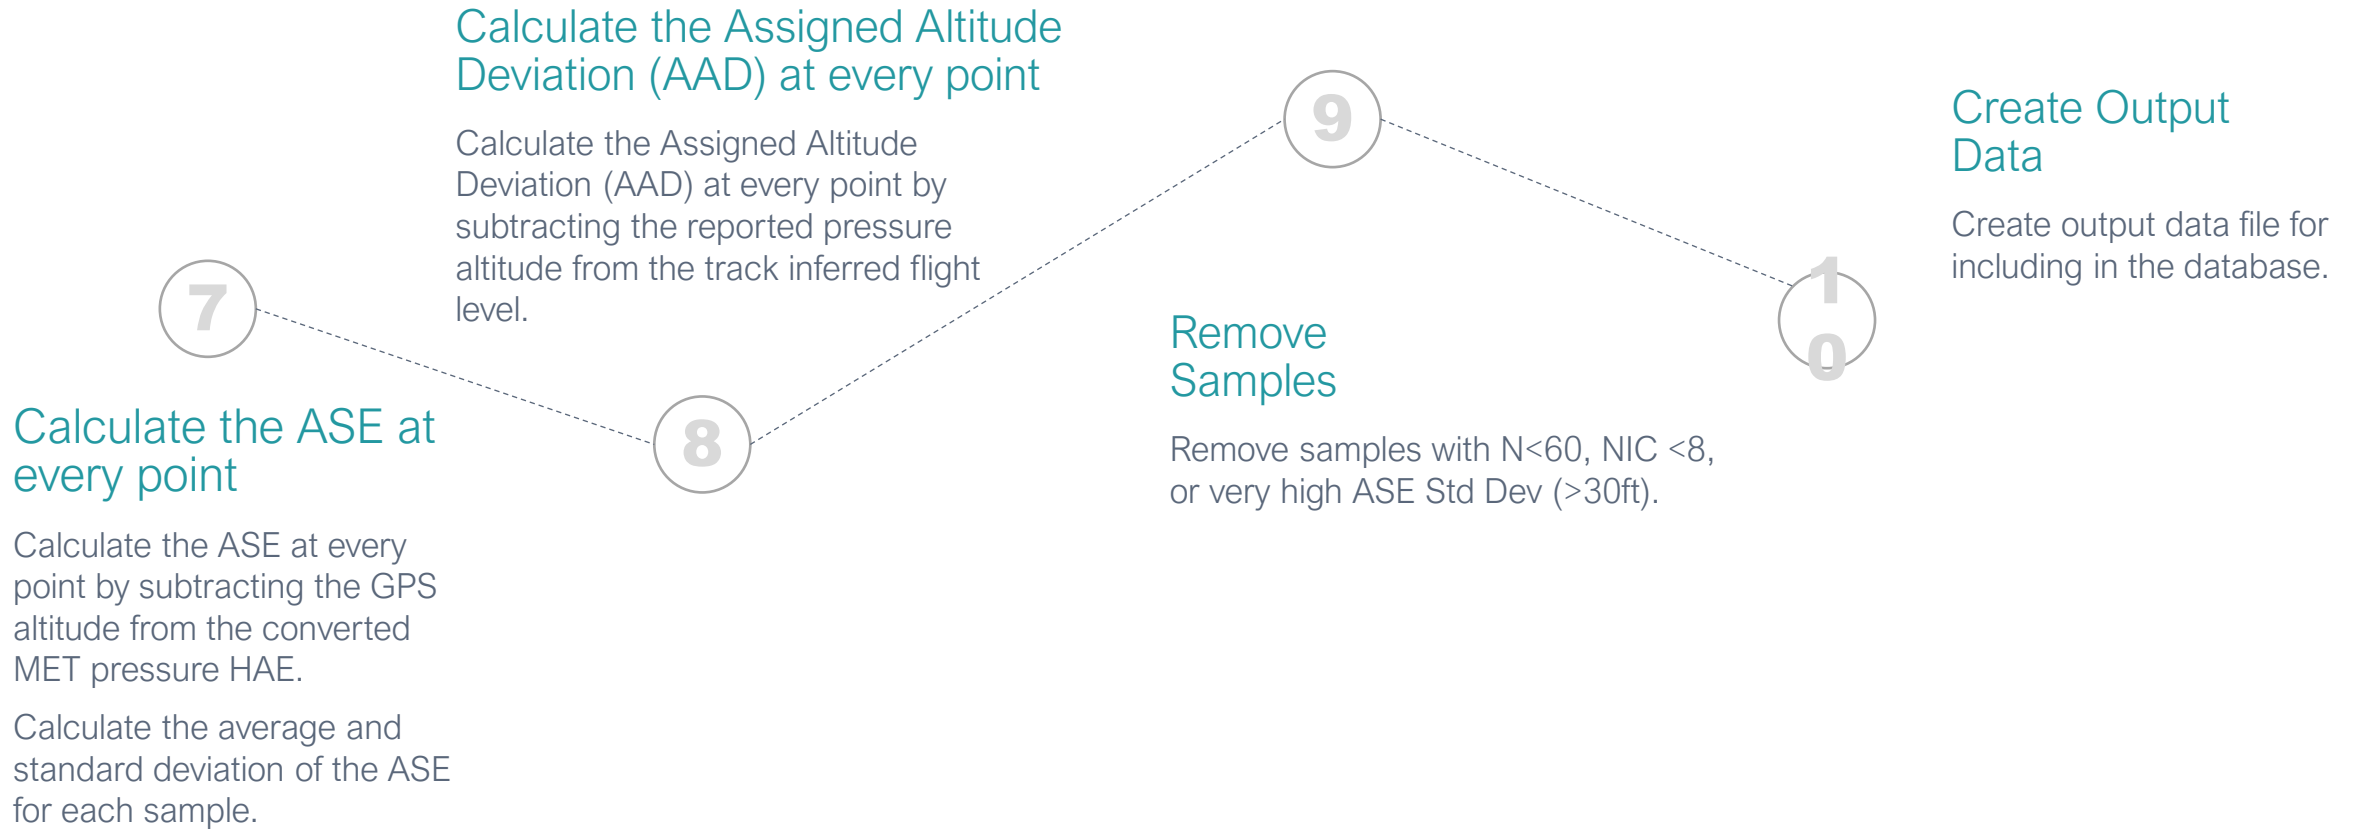 7
Calculate the ASE at
every point
Calculate the ASE at every
point by subtracting the GPS
altitude from the converted
MET pressure HAE.
Calculate the average and
standard deviation of the ASE
for each sample.
8
Calculate the Assigned Altitude
Deviation (AAD) at every point
Calculate the Assigned Altitude
Deviation (AAD) at every point by
subtracting the reported pressure
altitude from the track inferred flight
level.
9
Remove
Samples
Remove samples with N<60, NIC <8,
or very high ASE Std Dev (>30ft).
1
0
Create Output
Data
Create output data file for
including in the database.